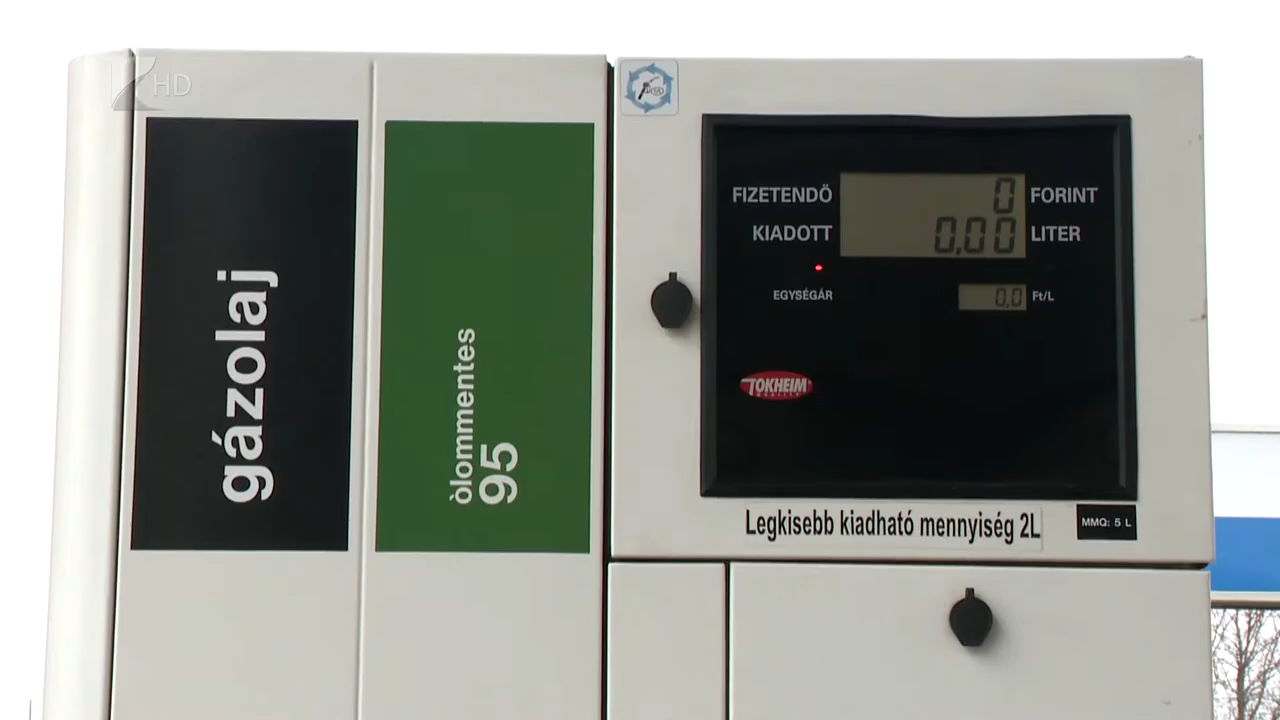 HD
gázolaj
òlommentes
95
FIZETENDŐ 0 FORINT
KIADOTT 0,00 LITER
EGYSÉGÁR 0,0 Ft/L
TOKHEIM
Legkisebb kiadható mennyiség 2L
MMQ: 5 L